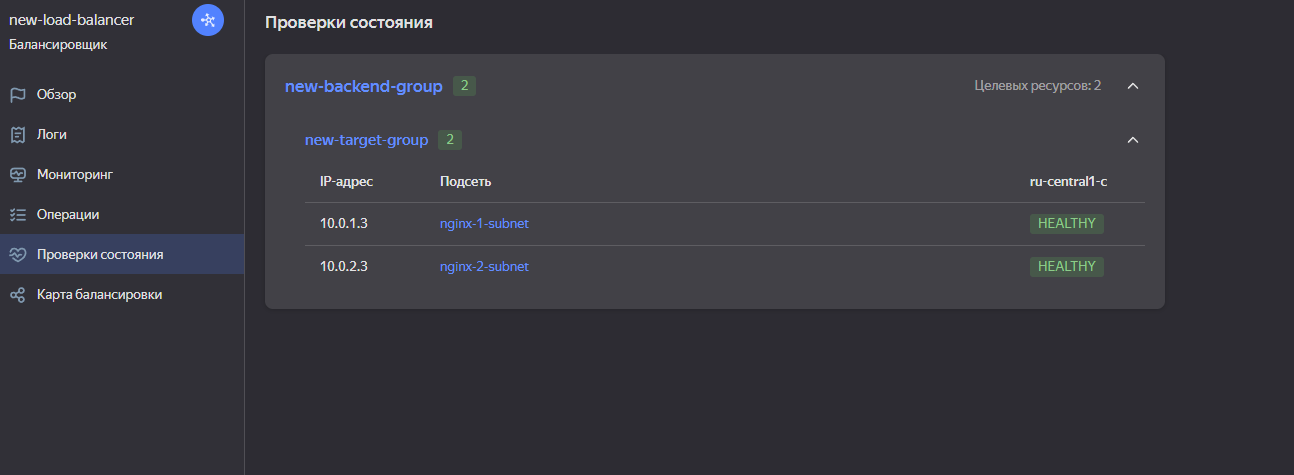 new-load-balancer
Балансировщик
Обзор
Логи
Мониторинг
Операции
Проверки состояния
Карта балансировки
Проверки состояния
new-backend-group 2 Целевых ресурсов: 2
new-target-group 2
IP-адрес Подсеть ru-central1-c
10.0.1.3 nginx-1-subnet HEALTHY
10.0.2.3 nginx-2-subnet HEALTHY